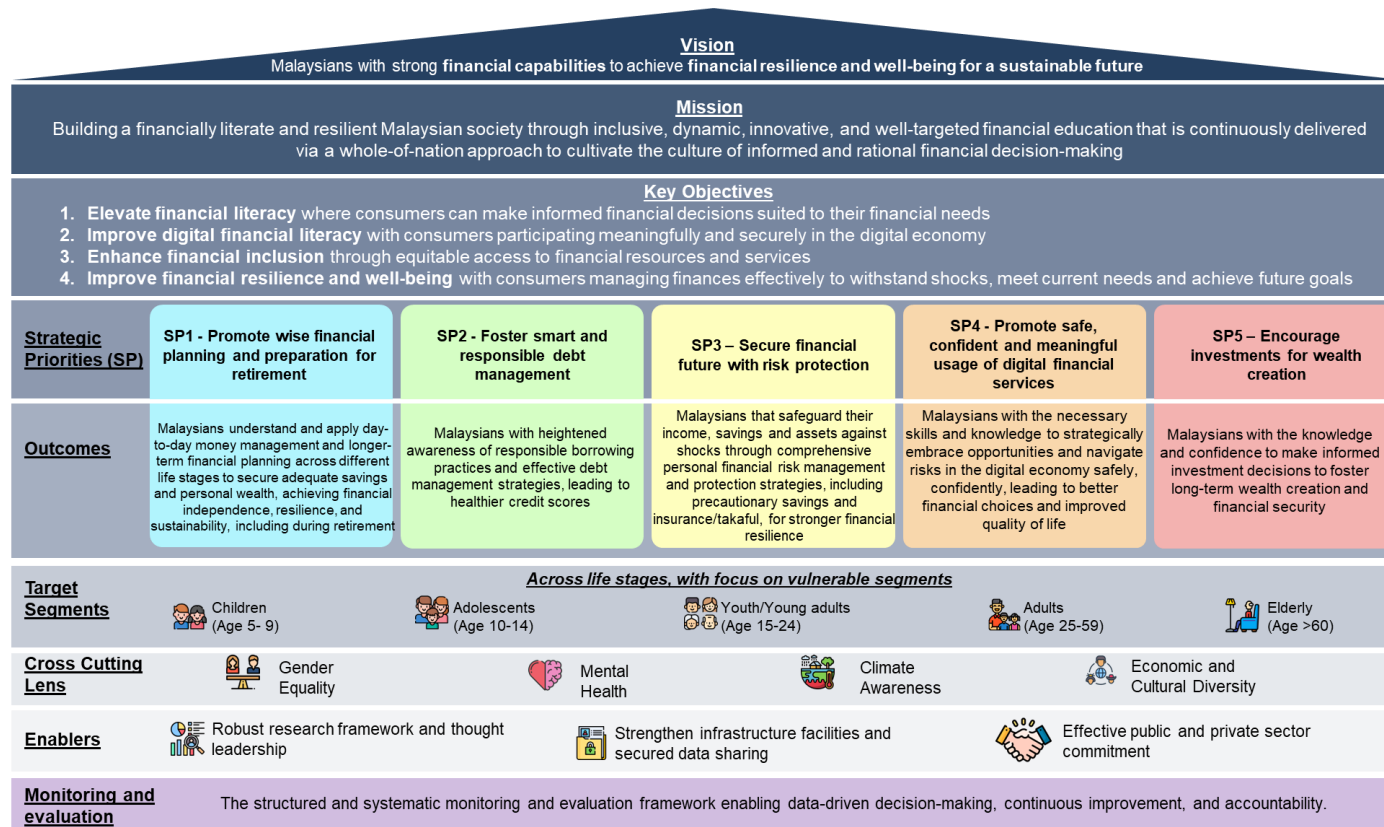 Vision
Malaysians with strong financial capabilities to achieve financial resilience and well-being for a sustainable future
Mission
Building a financially literate and resilient Malaysian society through inclusive, dynamic, innovative, and well-targeted financial education that is continuously delivered
via a whole-of-nation approach to cultivate the culture of informed and rational financial decision-making
Key Objectives
1. Elevate financial literacy where consumers can make informed financial decisions suited to their financial needs
2. Improve digital financial literacy with consumers participating meaningfully and securely in the digital economy
3. Enhance financial inclusion through equitable access to financial resources and services
4. Improve financial resilience and well-being with consumers managing finances effectively to withstand shocks, meet current needs and achieve future goals
Strategic
Priorities (SP)
SP1 - Promote wise financial
planning and preparation for
retirement
SP2 - Foster smart and
responsible debt
management
SP3 – Secure financial
future with risk protection
SP4 - Promote safe,
confident and meaningful
usage of digital financial
services
SP5 – Encourage
investments for wealth
creation
Outcomes
Malaysians understand and apply day-
to-day money management and longer-
term financial planning across different
life stages to secure adequate savings
and personal wealth, achieving financial
independence, resilience, and
sustainability, including during retirement
Malaysians with heightened
awareness of responsible borrowing
practices and effective debt
management strategies, leading to
healthier credit scores
Malaysians that safeguard their
income, savings and assets against
shocks through comprehensive
personal financial risk management
and protection strategies, including
precautionary savings and
insurance/takaful, for stronger financial
resilience
Malaysians with the necessary
skills and knowledge to strategically
embrace opportunities and navigate
risks in the digital economy safely,
confidently, leading to better
financial choices and improved
quality of life
Malaysians with the knowledge
and confidence to make informed
investment decisions to foster
long-term wealth creation and
financial security
Target
Segments
Across life stages, with focus on vulnerable segments
Children
(Age 5- 9)
Adolescents
(Age 10-14)
Youth/Young adults
(Age 15-24)
Adults
(Age 25-59)
Elderly
(Age >60)
Cross Cutting
Lens
Gender
Equality
Mental
Health
Climate
Awareness
Economic and
Cultural Diversity
Enablers
Robust research framework and thought
leadership
Strengthen infrastructure facilities and
secured data sharing
Effective public and private sector
commitment
Monitoring and
evaluation
The structured and systematic monitoring and evaluation framework enabling data-driven decision-making, continuous improvement, and accountability.